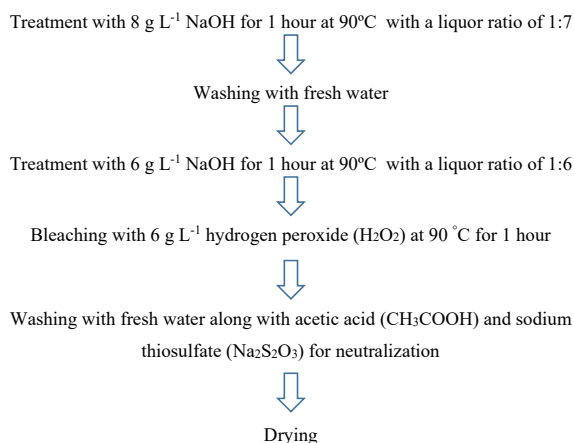 Treatment with 8 g L⁻¹ NaOH for 1 hour at 90ºC with a liquor ratio of 1:7
Washing with fresh water
Treatment with 6 g L⁻¹ NaOH for 1 hour at 90ºC with a liquor ratio of 1:6
Bleaching with 6 g L⁻¹ hydrogen peroxide (H₂O₂) at 90 °C for 1 hour
Washing with fresh water along with acetic acid (CH₃COOH) and sodium
thiosulfate (Na₂S₂O₃) for neutralization
Drying